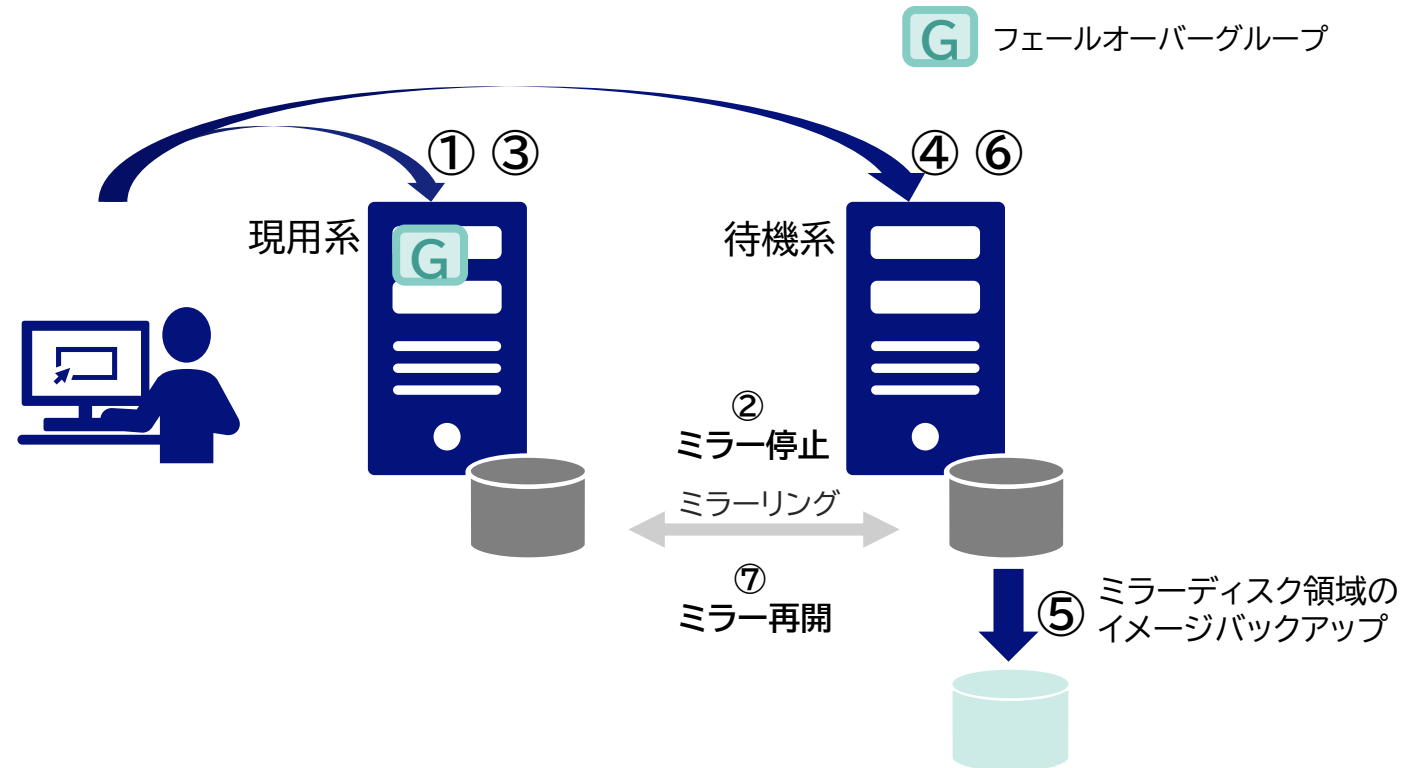 G フェールオーバーグループ
① ③
④ ⑥
現用系
G
待機系
②
ミラー停止
ミラーリング
⑦
ミラー再開
⑤
ミラーディスク領域の
イメージバックアップ